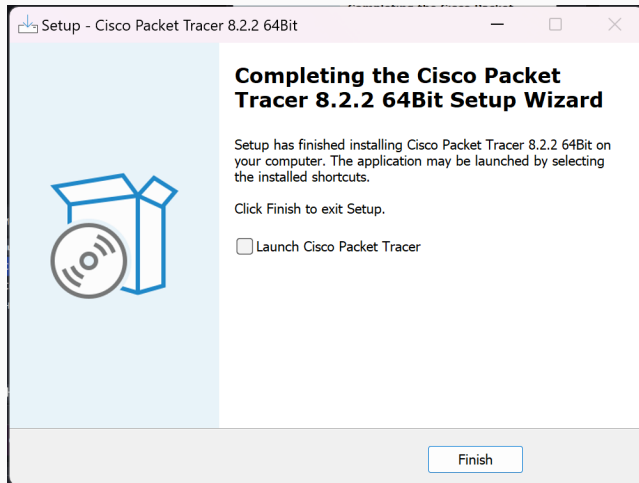 Setup - Cisco Packet Tracer 8.2.2 64Bit
Completing the Cisco Packet
Tracer 8.2.2 64Bit Setup Wizard
Setup has finished installing Cisco Packet Tracer 8.2.2 64Bit on
your computer. The application may be launched by selecting
the installed shortcuts.
Click Finish to exit Setup.
Launch Cisco Packet Tracer
Finish